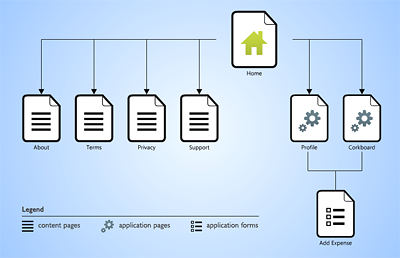 Home
About
Terms
Privacy
Support
Profile
Corkboard
Add Expense
Legend
content pages
application pages
application forms